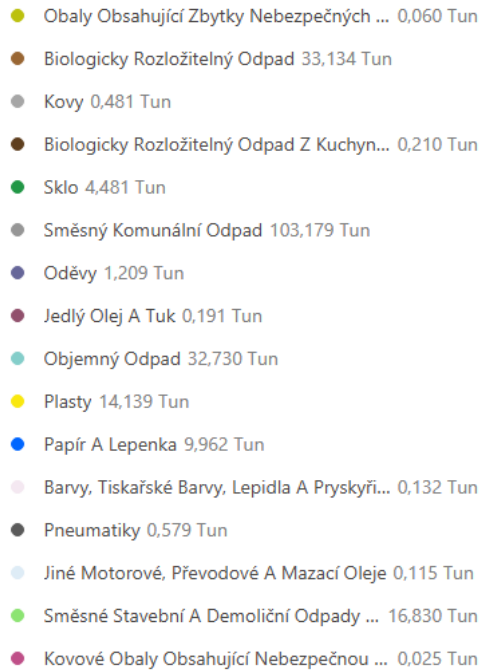 Obaly Obsahující Zbytky Nebezpečných ... 0,060 Tun
Biologicky Rozložitelný Odpad 33,134 Tun
Kovy 0,481 Tun
Biologicky Rozložitelný Odpad Z Kuchyn... 0,210 Tun
Sklo 4,481 Tun
Směsný Komunální Odpad 103,179 Tun
Oděvy 1,209 Tun
Jedlý Olej A Tuk 0,191 Tun
Objemný Odpad 32,730 Tun
Plasty 14,139 Tun
Papír A Lepenka 9,962 Tun
Barvy, Tiskařské Barvy, Lepidla A Pryskyři... 0,132 Tun
Pneumatiky 0,579 Tun
Jiné Motorové, Převodové A Mazací Oleje 0,115 Tun
Směsné Stavební A Demoliční Odpady ... 16,830 Tun
Kovové Obaly Obsahující Nebezpečnou ... 0,025 Tun